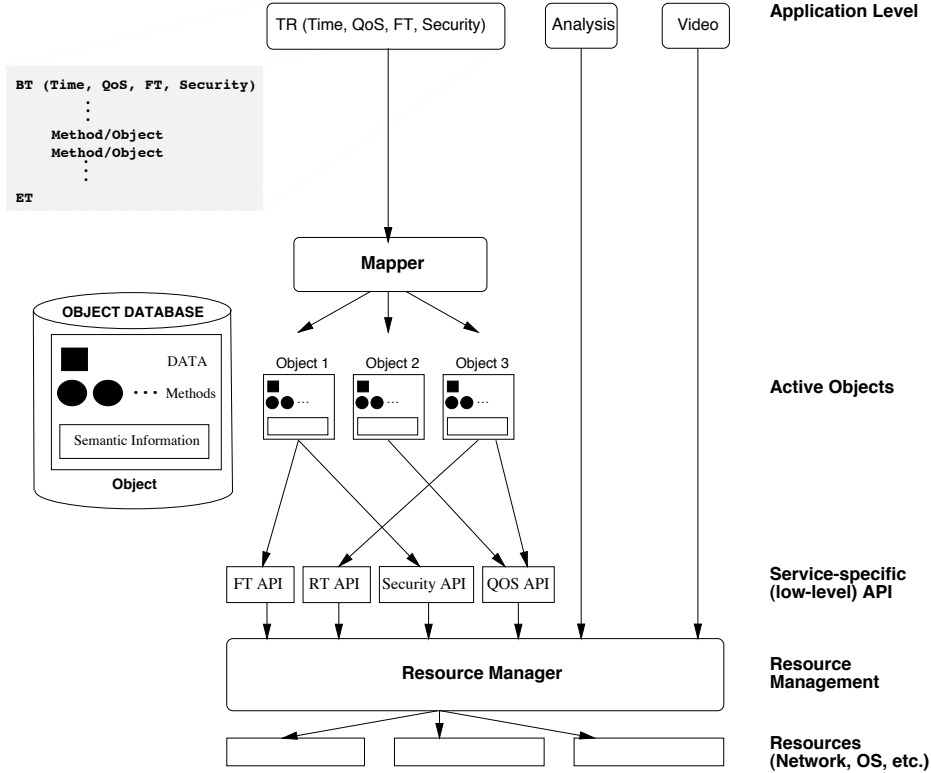 TR (Time, QoS, FT, Security)
Analysis
Video
Application Level
BT (Time, QoS, FT, Security)
Method/Object
Method/Object
ET
Mapper
OBJECT DATABASE
DATA
... Methods
Semantic Information
Object
Object 1
Object 2
Object 3
...
...
...
Active Objects
FT API
RT API
Security API
QOS API
Service-specific
(low-level) API
Resource Manager
Resource
Management
Resources
(Network, OS, etc.)